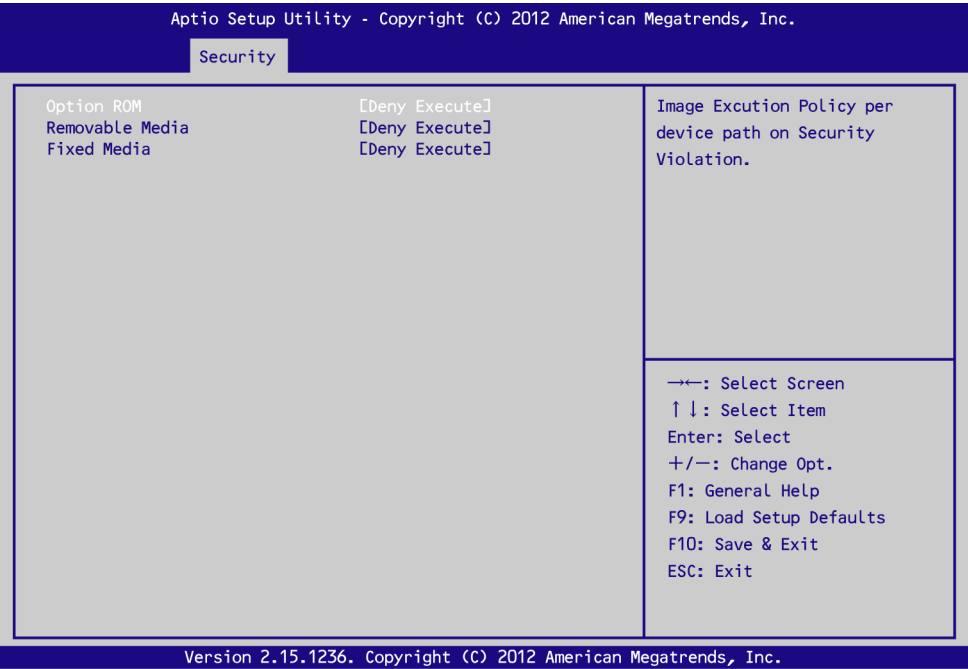 Aptio Setup Utility - Copyright (C) 2012 American Megatrends, Inc.
Security
Option ROM [Deny Execute]
Removable Media [Deny Execute]
Fixed Media [Deny Execute]
Image Excution Policy per
device path on Security
Violation.
→←: Select Screen
↑↓: Select Item
Enter: Select
+/—: Change Opt.
F1: General Help
F9: Load Setup Defaults
F10: Save & Exit
ESC: Exit
Version 2.15.1236. Copyright (C) 2012 American Megatrends, Inc.